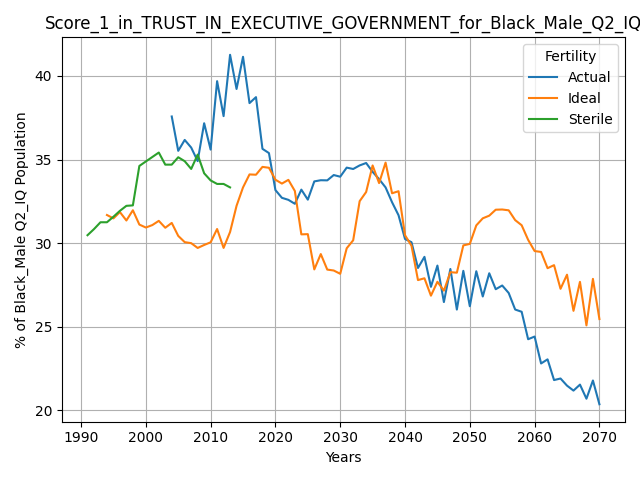 Score_1_in_TRUST_IN_EXECUTIVE_GOVERNMENT_for_Black_Male_Q2_IQ
Fertility
Actual
Ideal
Sterile
% of Black_Male Q2_IQ Population
40
35
30
25
20
1990 2000 2010 2020 2030 2040 2050 2060 2070
Years